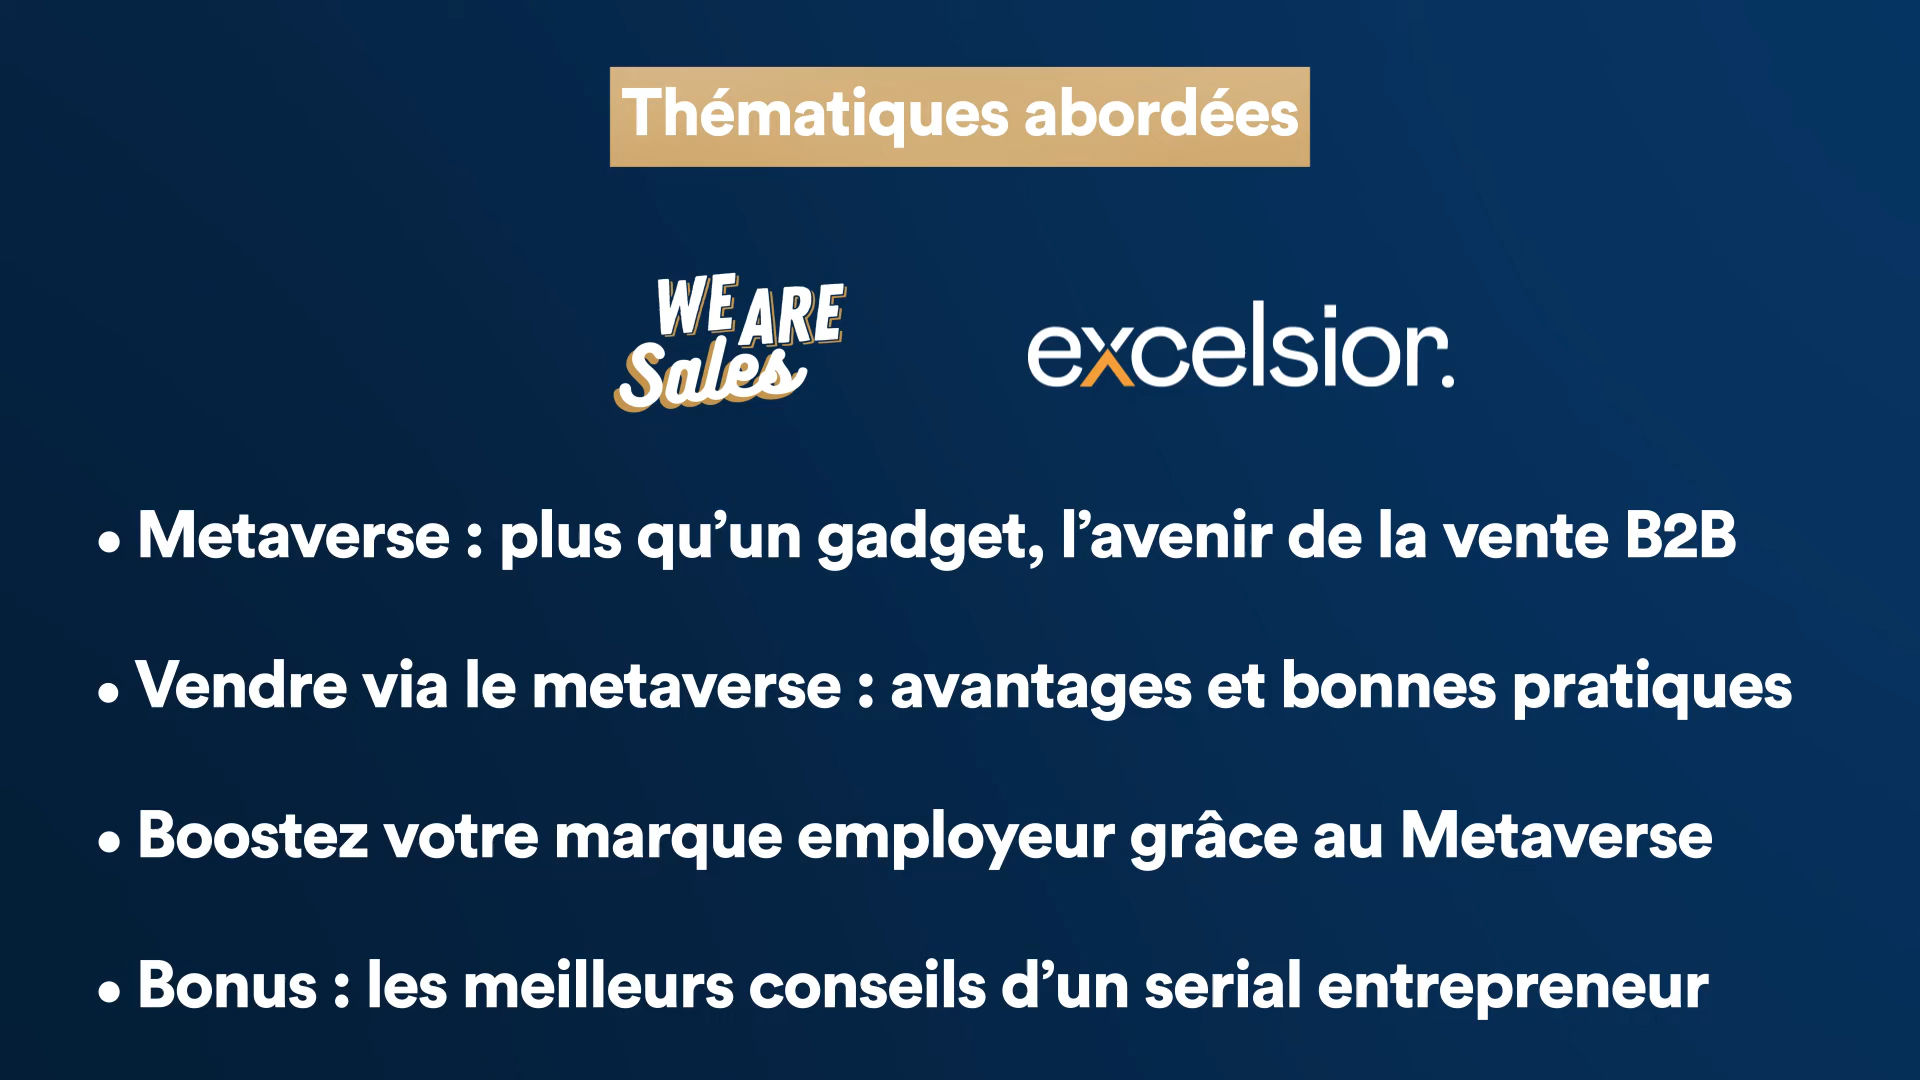 Thématiques abordées
WE ARE
Sales
excelsior.
• Metaverse : plus qu’un gadget, l’avenir de la vente B2B
• Vendre via le metaverse : avantages et bonnes pratiques
• Boostez votre marque employeur grâce au Metaverse
• Bonus : les meilleurs conseils d’un serial entrepreneur